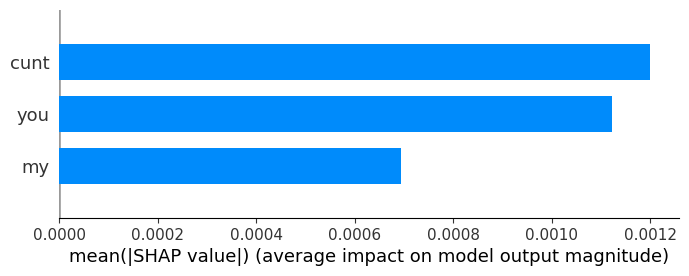 cunt
you
my
0.0000 0.0002 0.0004 0.0006 0.0008 0.0010 0.0012
mean(|SHAP value|) (average impact on model output magnitude)